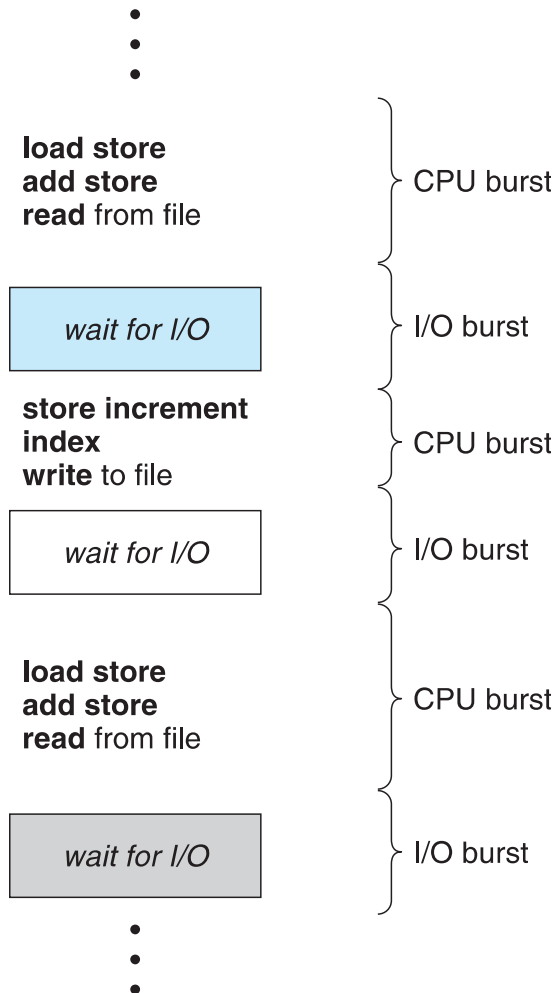 load store
add store
read from file
CPU burst
wait for I/O
I/O burst
store increment
index
write to file
CPU burst
wait for I/O
I/O burst
load store
add store
read from file
CPU burst
wait for I/O
I/O burst